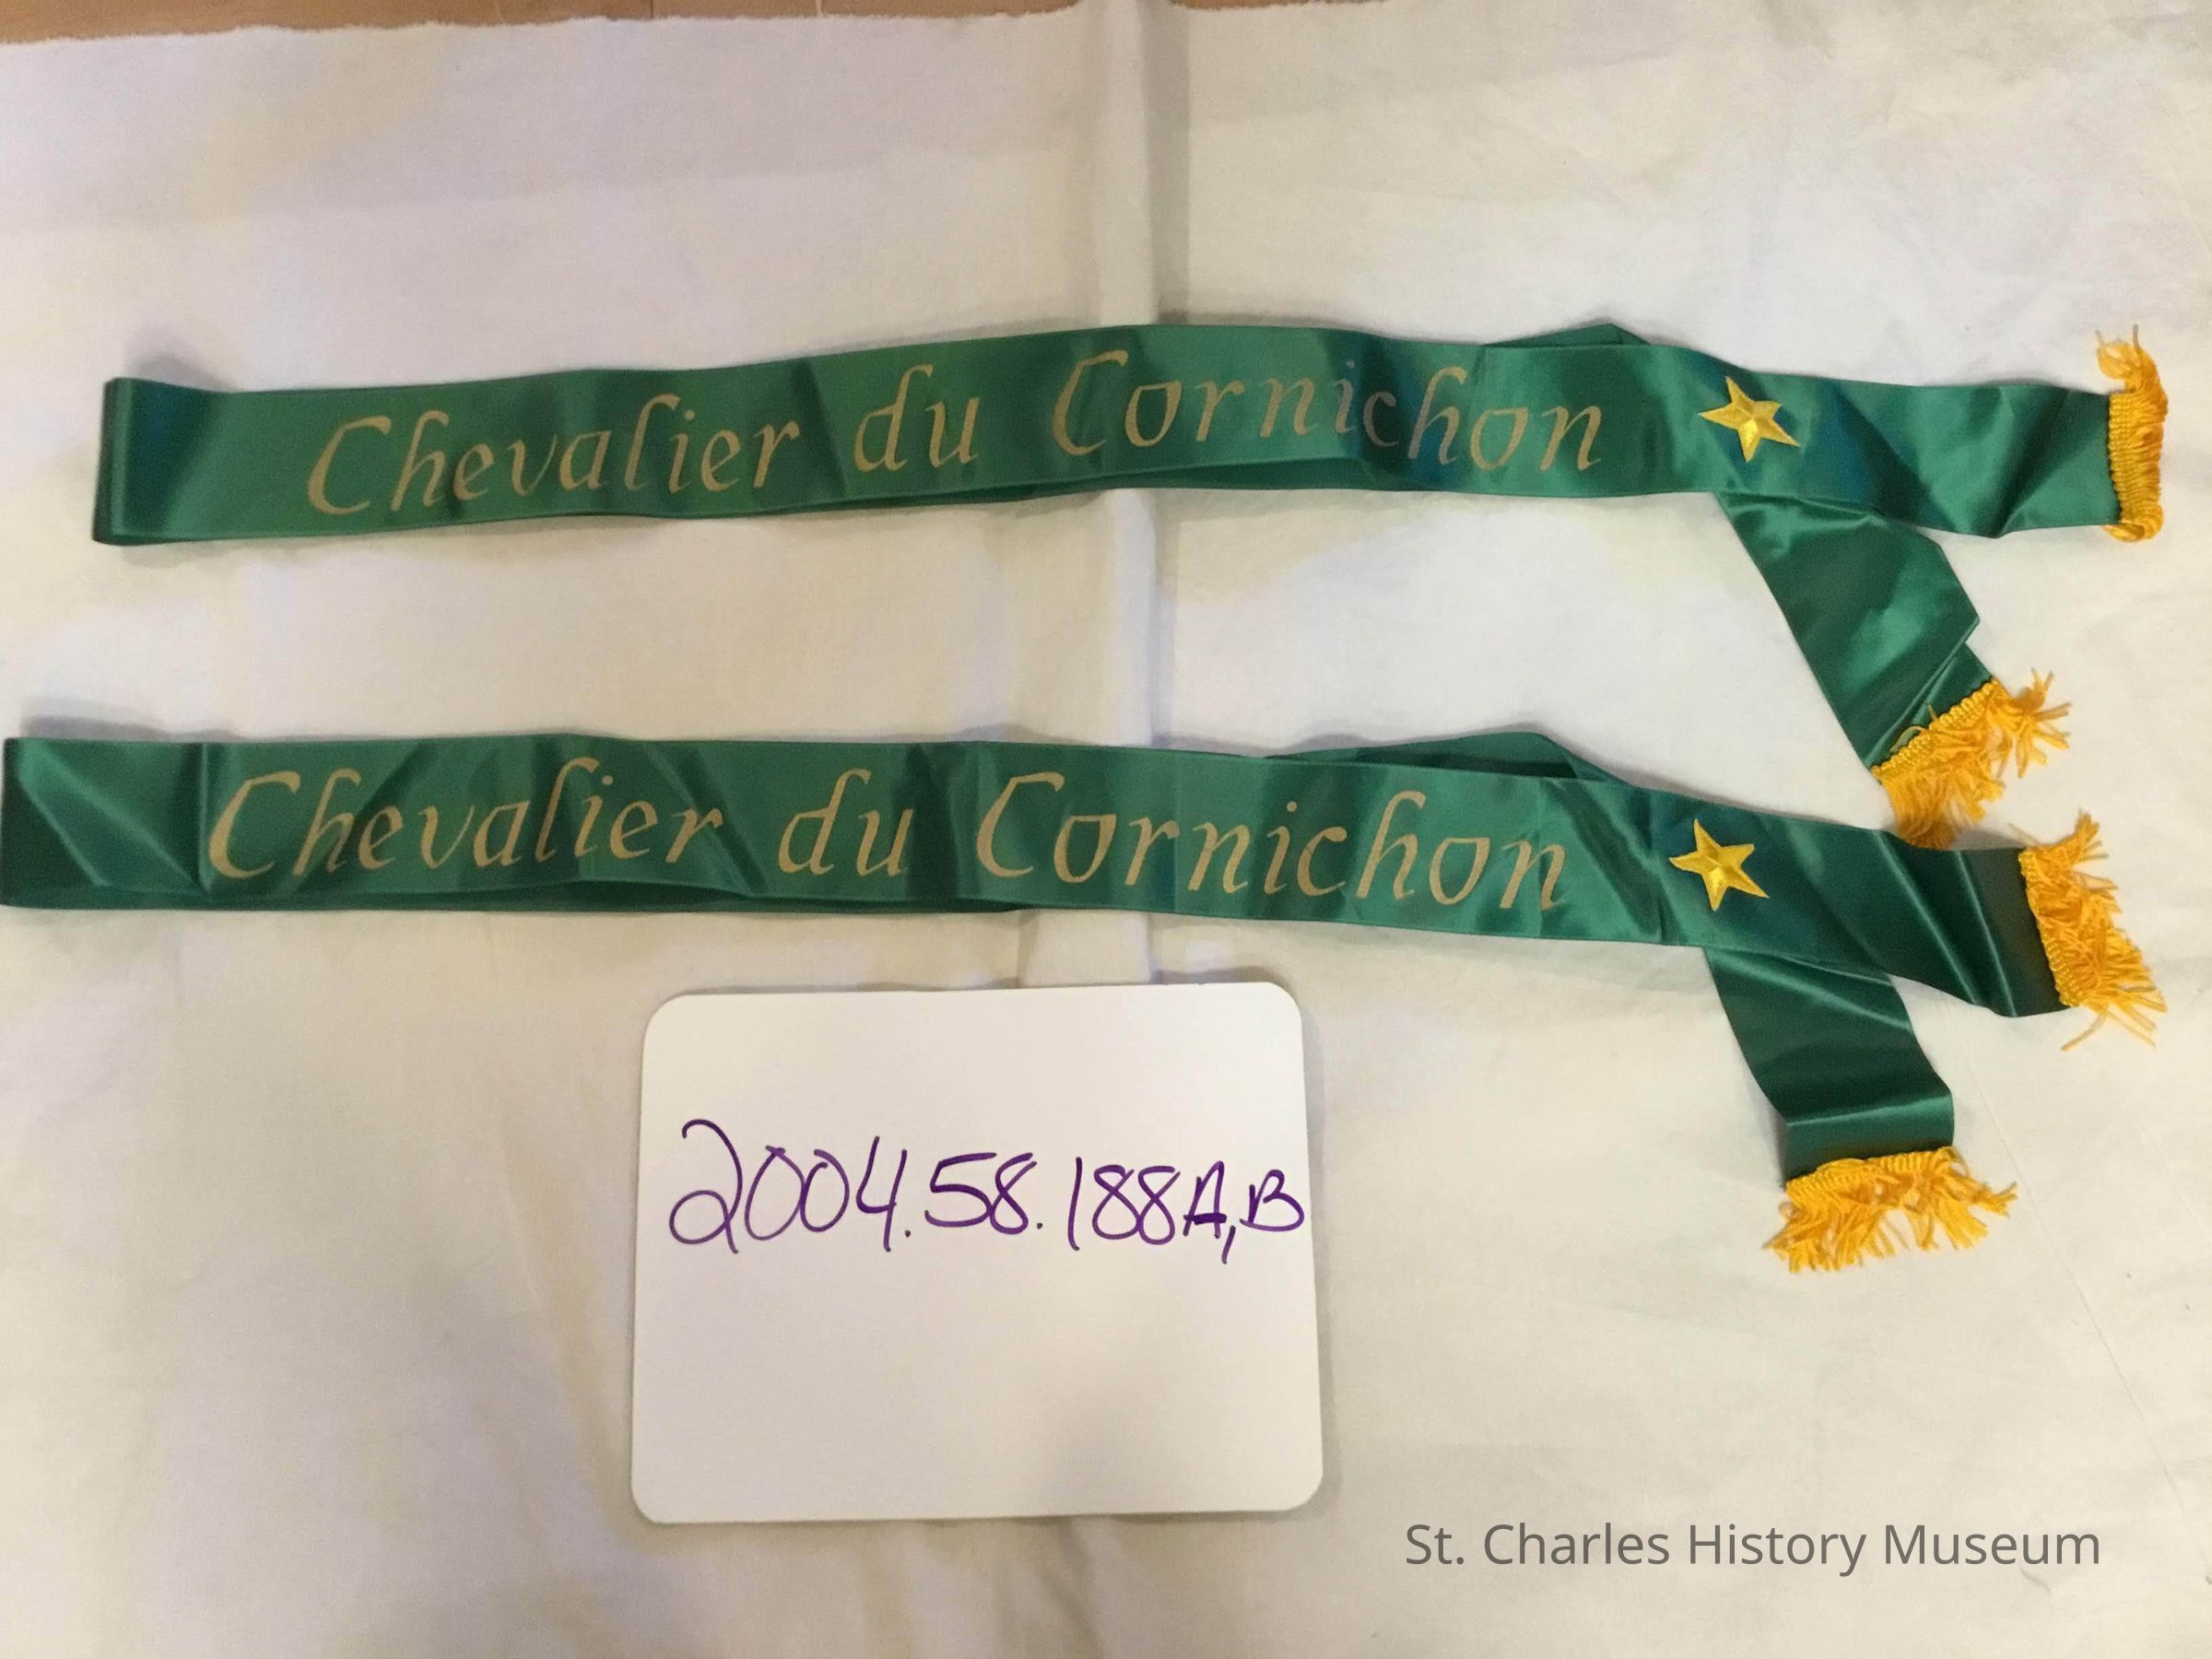 Chevalier du Cornichon
Chevalier du Cornichon
2004.58.188A,B
St. Charles History Museum